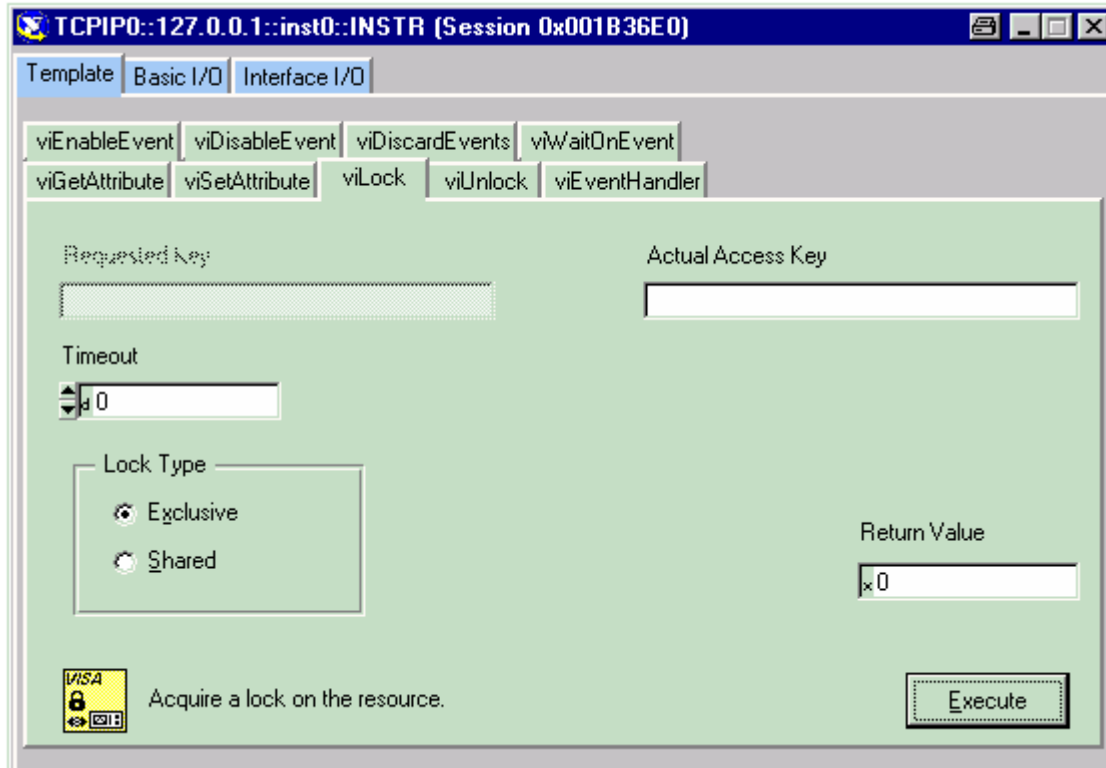 TCPIP0::127.0.0.1::inst0::INSTR (Session 0x001B36E0)
Template Basic I/O Interface I/O
viEnableEvent viDisableEvent viDiscardEvents viWaitOnEvent
viGetAttribute viSetAttribute viLock viUnlock viEventHandler
Requested Key Actual Access Key
Timeout
d 0
Lock Type
Exclusive
Shared
Return Value
x 0
VISA
Acquire a lock on the resource.
Execute